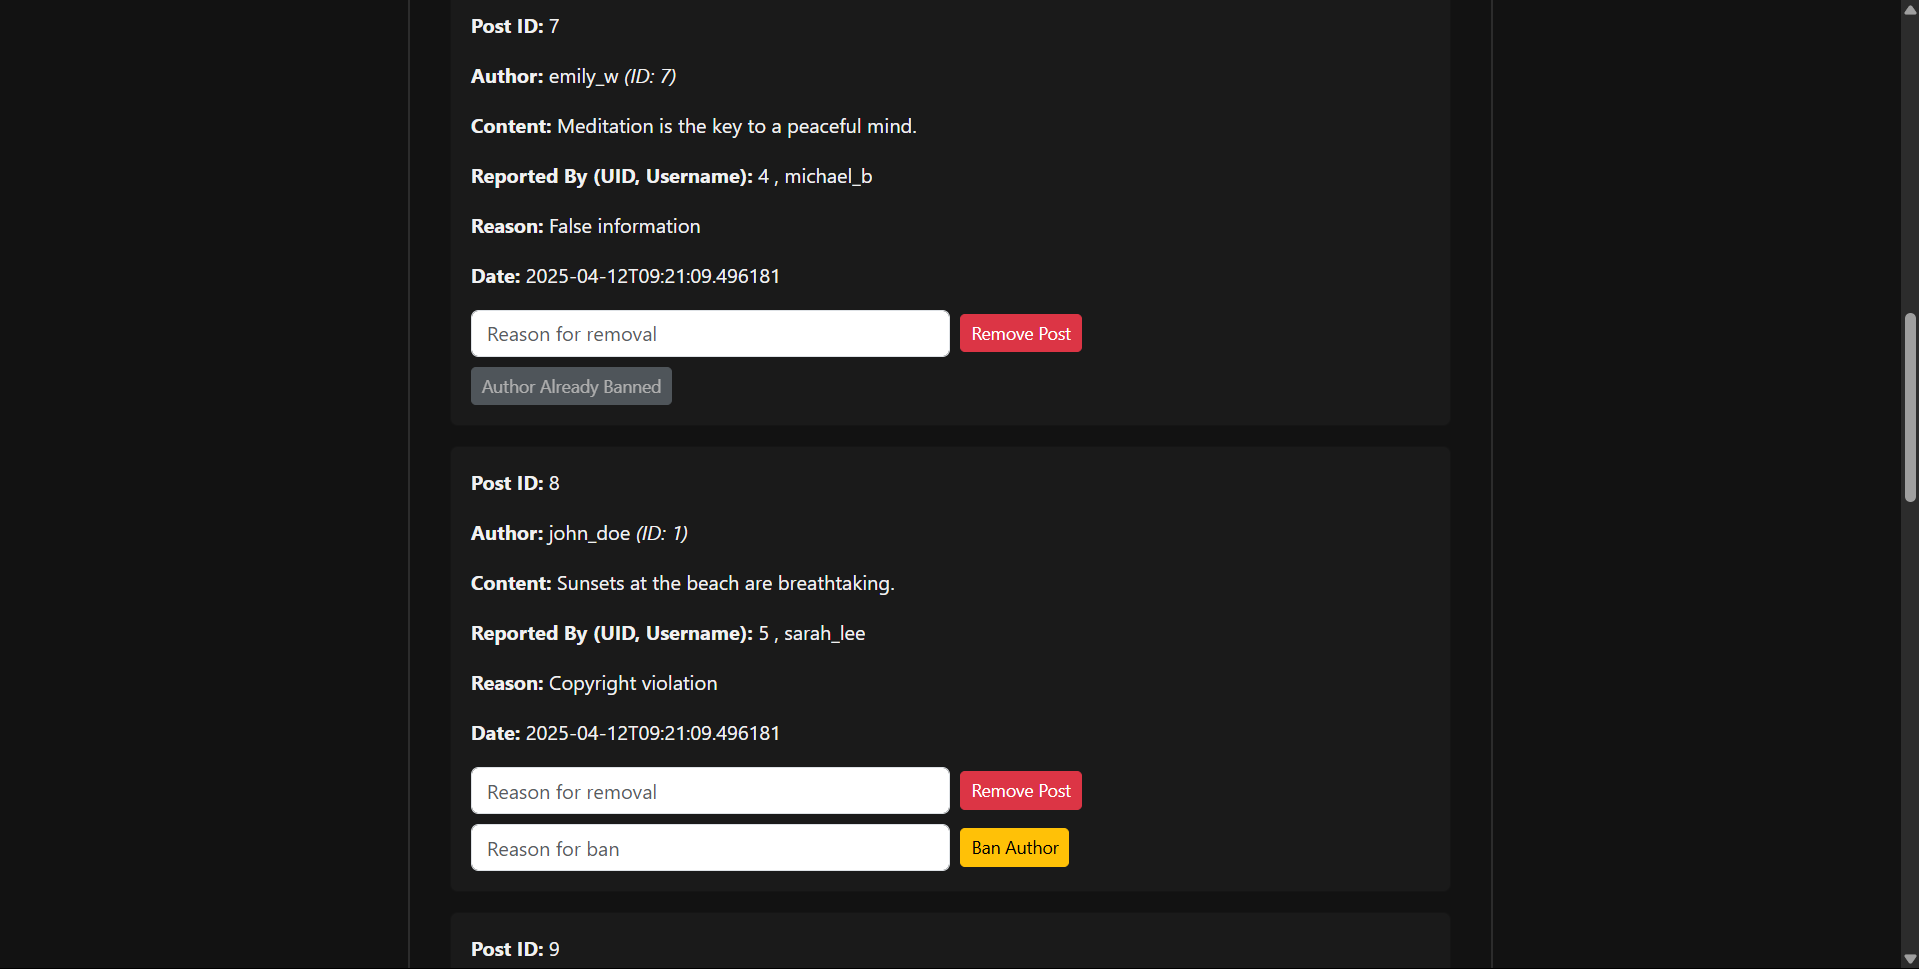 Post ID: 7
Author: emily_w (ID: 7)
Content: Meditation is the key to a peaceful mind.
Reported By (UID, Username): 4 , michael_b
Reason: False information
Date: 2025-04-12T09:21:09.496181
Reason for removal Remove Post
Author Already Banned
Post ID: 8
Author: john_doe (ID: 1)
Content: Sunsets at the beach are breathtaking.
Reported By (UID, Username): 5 , sarah_lee
Reason: Copyright violation
Date: 2025-04-12T09:21:09.496181
Reason for removal Remove Post
Reason for ban Ban Author
Post ID: 9